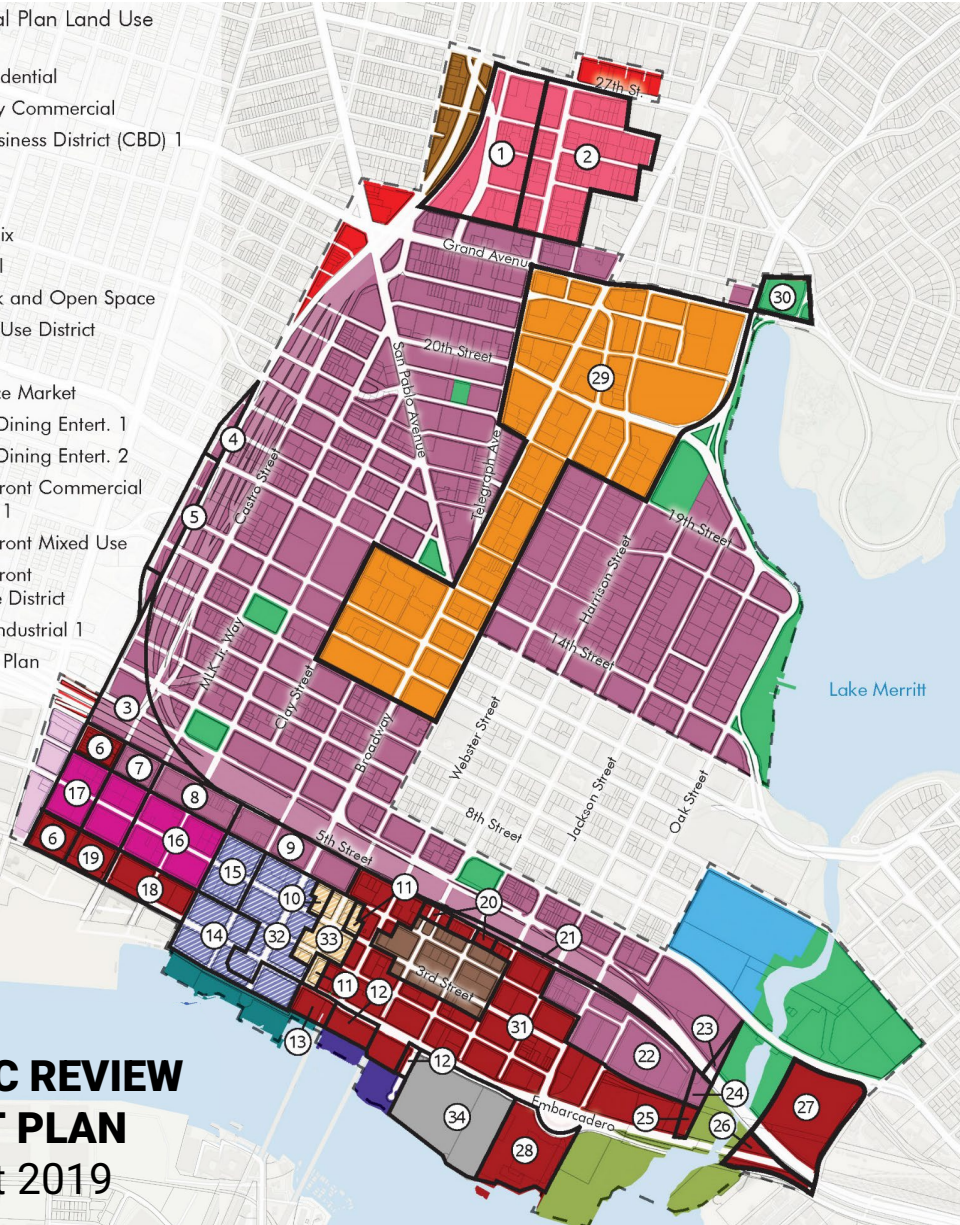 al Plan Land Use
dential
y Commercial
siness District (CBD) 1
ix
l
k and Open Space
Use District
ce Market
Dining Entert. 1
Dining Entert. 2
ront Commercial
1
ront Mixed Use
ront
e District
ndustrial 1
Plan
27th St.
1
2
Grand Avenu
30
20th Street
San Pablo Avenue
29
4
Telegraph Ave
Castro Street
5
19th Street
Harrison Street
MLK Jr. Way
14th Street
Clay Street
Lake Merritt
3
Broadway
Webster Street
6
7
Jackson Street
Oak Street
17
8
8th Street
5th Street
6
19
16
9
15
18
10
11
20
14
32
33
21
3rd Street
11
12
31
13
23
22
12
24
34
Embarcadero
25
26
27
28
C REVIEW
T PLAN
t 2019